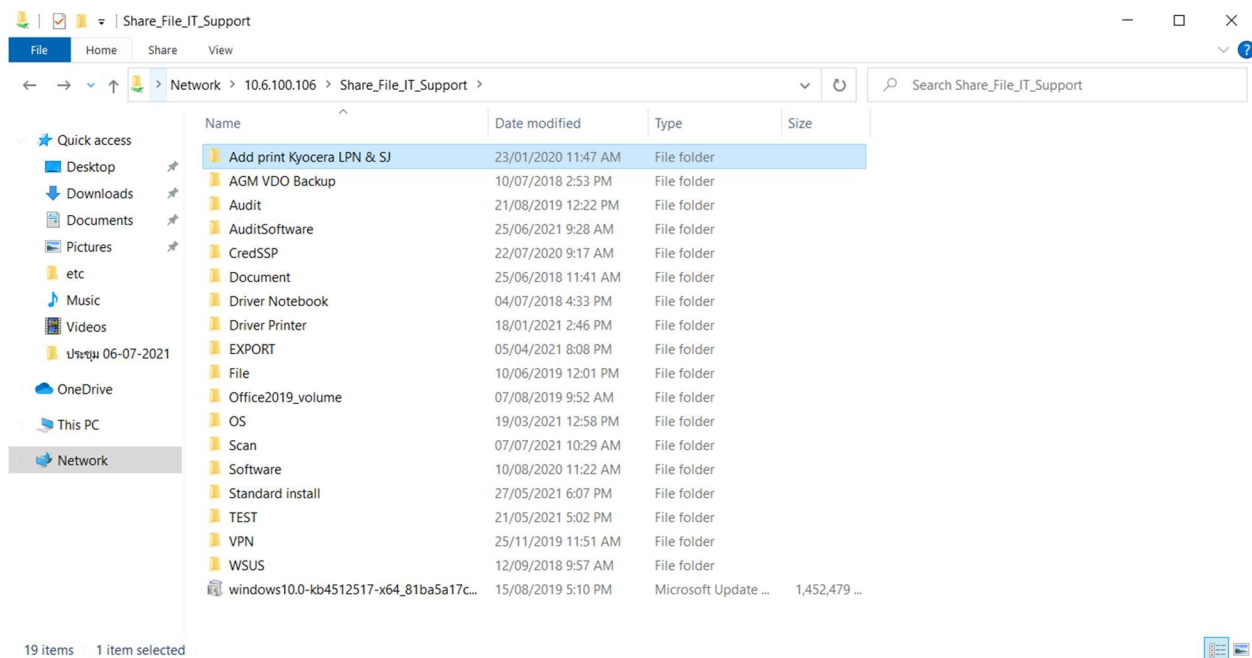 Share_File_IT_Support
File Home Share View
Network > 10.6.100.106 > Share_File_IT_Support >
Search Share_File_IT_Support
Name Date modified Type Size
Quick access
Desktop
Downloads
Documents
Pictures
etc
Music
Videos
ประชุม 06-07-2021
OneDrive
This PC
Network
Add print Kyocera LPN & SJ 23/01/2020 11:47 AM File folder
AGM VDO Backup 10/07/2018 2:53 PM File folder
Audit 21/08/2019 12:22 PM File folder
AuditSoftware 25/06/2021 9:28 AM File folder
CredSSP 22/07/2020 9:17 AM File folder
Document 25/06/2018 11:41 AM File folder
Driver Notebook 04/07/2018 4:33 PM File folder
Driver Printer 18/01/2021 2:46 PM File folder
EXPORT 05/04/2021 8:08 PM File folder
File 10/06/2019 12:01 PM File folder
Office2019_volume 07/08/2019 9:52 AM File folder
OS 19/03/2021 12:58 PM File folder
Scan 07/07/2021 10:29 AM File folder
Software 10/08/2020 11:22 AM File folder
Standard install 27/05/2021 6:07 PM File folder
TEST 21/05/2021 5:02 PM File folder
VPN 25/11/2019 11:51 AM File folder
WSUS 12/09/2018 9:57 AM File folder
windows10.0-kb4512517-x64_81ba5a17c... 15/08/2019 5:10 PM Microsoft Update ... 1,452,479 ...
19 items 1 item selected